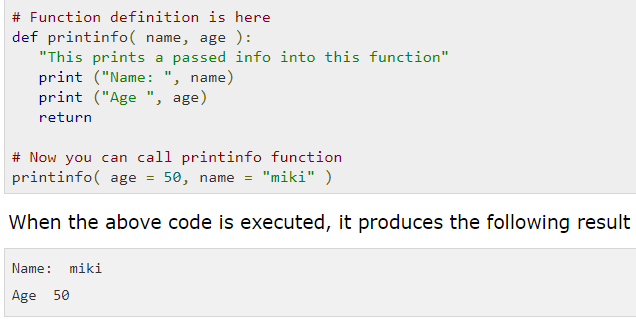 # Function definition is here
def printinfo( name, age ):
   "This prints a passed info into this function"
   print ("Name: ", name)
   print ("Age ", age)
   return

# Now you can call printinfo function
printinfo( age = 50, name = "miki" )
When the above code is executed, it produces the following result
Name:  miki
Age  50